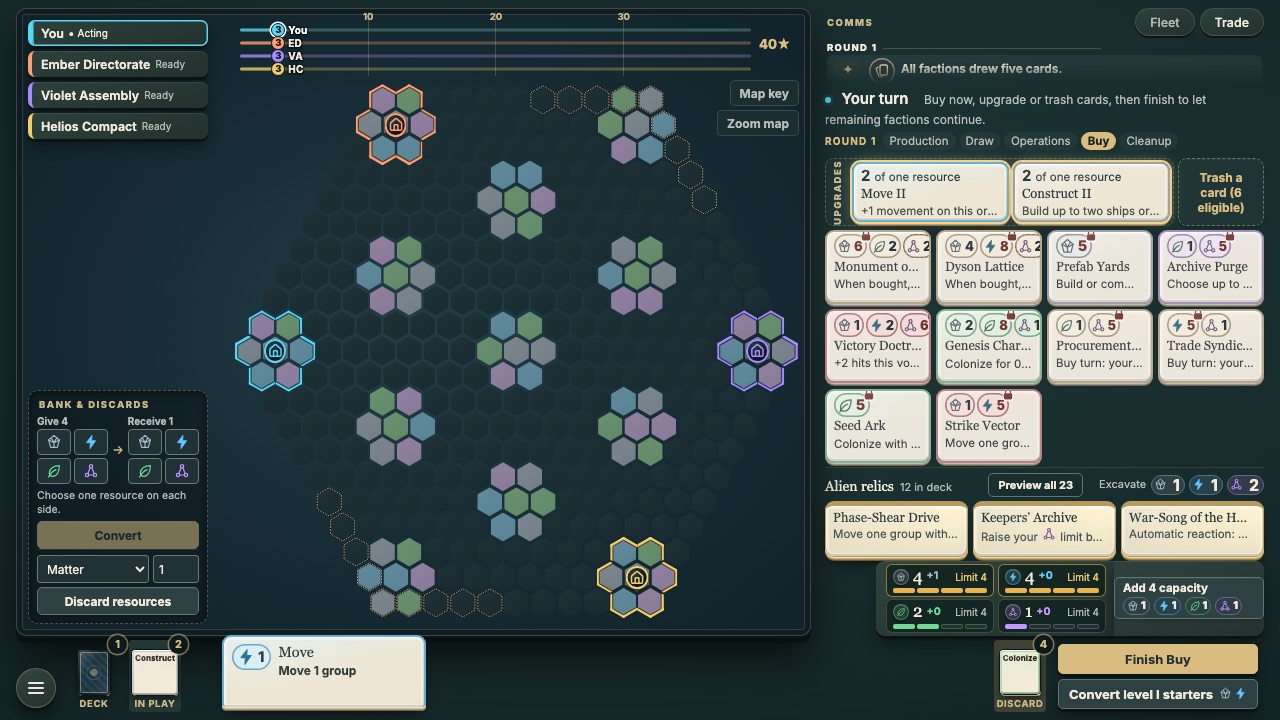 You • Acting
Ember Directorate Ready
Violet Assembly Ready
Helios Compact Ready
10 20 30
3 You
3 ED
3 VA
3 HC
40★
Map key
Zoom map
BANK & DISCARDS
Give 4 Receive 1
Choose one resource on each
side.
Convert
Matter 1
Discard resources
COMMS
Fleet
Trade
ROUND 1
All factions drew five cards.
Your turn Buy now, upgrade or trash cards, then finish to let
remaining factions continue.
ROUND 1 Production Draw Operations Buy Cleanup
UPGRADES
2 of one resource
Move II
+1 movement on this or...
2 of one resource
Construct II
Build up to two ships or...
Trash a
card (6
eligible)
6 2 2
Monument o...
When bought,...
4 8 2
Dyson Lattice
When bought,...
5
Prefab Yards
Build or com...
1 5
Archive Purge
Choose up to ...
1 2 6
Victory Doctr...
+2 hits this vo...
2 8 1
Genesis Char...
Colonize for 0...
1 5
Procurement...
Buy turn: your...
5 1
Trade Syndic...
Buy turn: your...
5
Seed Ark
Colonize with ...
1 5
Strike Vector
Move one gro...
Alien relics 12 in deck
Preview all 23
Excavate 1 1 2
Phase-Shear Drive
Move one group with...
Keepers' Archive
Raise your limit b...
War-Song of the H...
Automatic reaction: ...
4 +1 Limit 4
4 +0 Limit 4
2 +0 Limit 4
1 +0 Limit 4
Add 4 capacity
1 1 1 1
1
DECK
2
Construct
IN PLAY
1 Move
Move 1 group
4
Colonize
DISCARD
Finish Buy
Convert level I starters